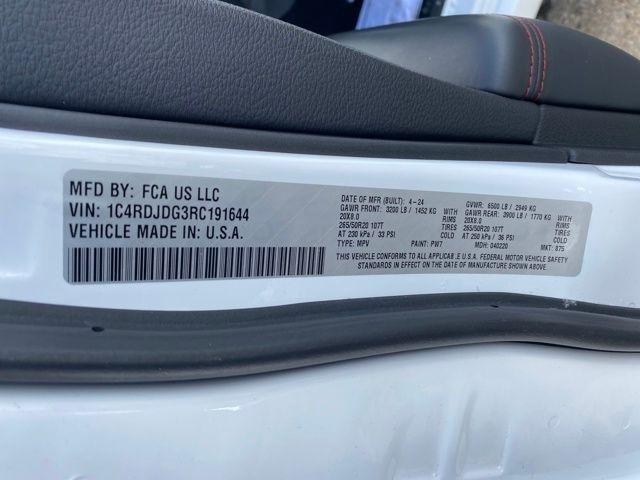 MFD BY: FCA US LLC
VIN: 1C4RDJDG3RC191644
VEHICLE MADE IN: U.S.A.
DATE OF MFR (BUILT): 4-24 GVWR: 6500 LB / 2949 KG
GAWR FRONT: 3200 LB / 1452 KG WITH GAWR REAR: 3900 LB / 1770 KG WITH
20X8.0 RIMS 20X8.0 RIMS
265/50R20 107T TIRES 265/50R20 107T TIRES
AT 230 kPa / 33 PSI COLD AT 250 kPa / 36 PSI COLD
TYPE: MPV PAINT: PW7 MDH: 040220 MKT: 875
THIS VEHICLE CONFORMS TO ALL APPLICABLE U.S.A. FEDERAL MOTOR VEHICLE SAFETY
STANDARDS IN EFFECT ON THE DATE OF MANUFACTURE SHOWN ABOVE.